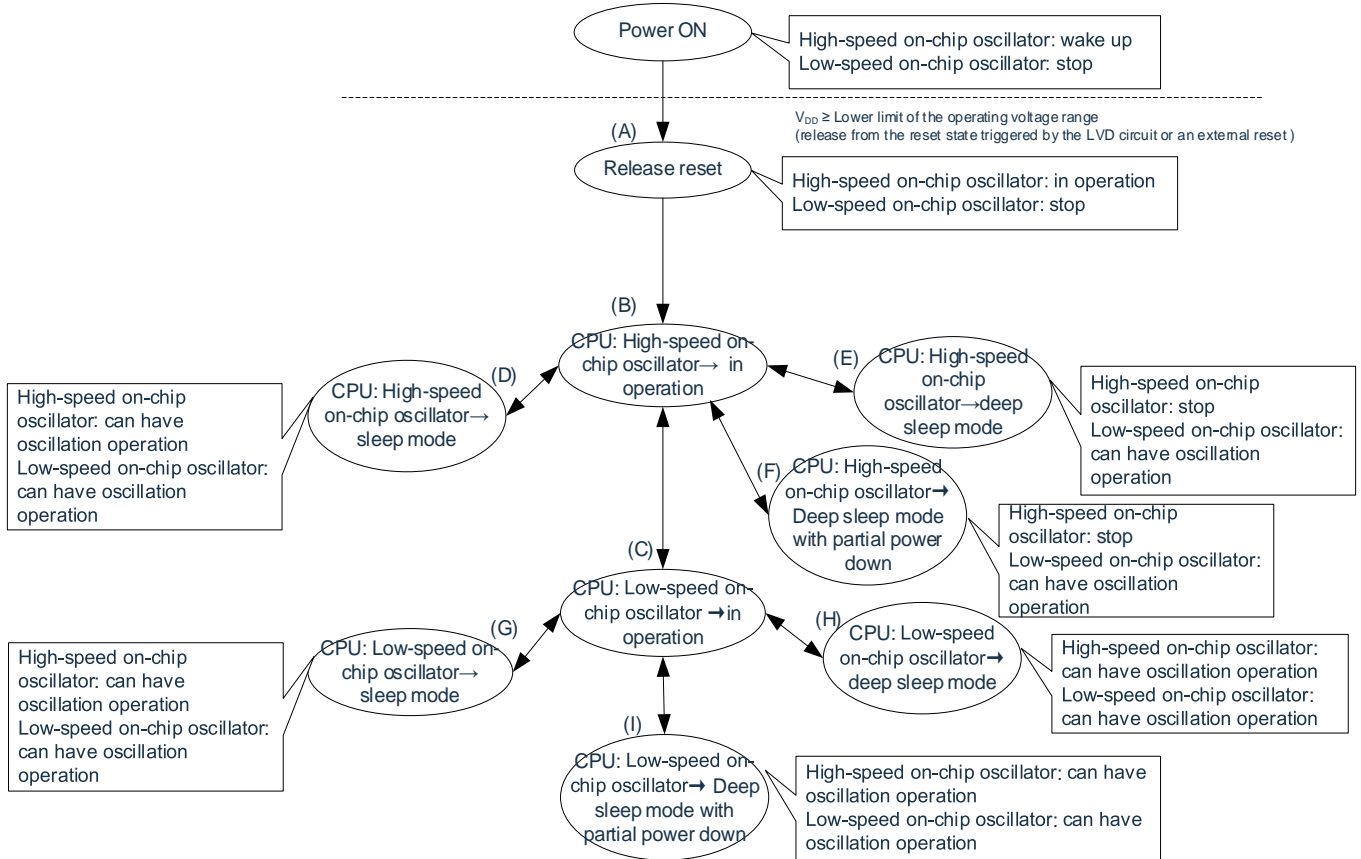 Power ON
High-speed on-chip oscillator: wake up
Low-speed on-chip oscillator: stop
V_DD ≥ Lower limit of the operating voltage range
(release from the reset state triggered by the LVD circuit or an external reset )
(A)
Release reset
High-speed on-chip oscillator: in operation
Low-speed on-chip oscillator: stop
(B)
CPU: High-speed on-
chip oscillator→ in
operation
(D)
CPU: High-speed
on-chip oscillator→
sleep mode
High-speed on-chip
oscillator: can have
oscillation operation
Low-speed on-chip oscillator:
can have oscillation
operation
(E)
CPU: High-speed
on-chip
oscillator→deep
sleep mode
High-speed on-chip
oscillator: stop
Low-speed on-chip oscillator:
can have oscillation
operation
(F)
CPU: High-speed
on-chip oscillator→
Deep sleep mode
with partial power
down
High-speed on-chip
oscillator: stop
Low-speed on-chip oscillator:
can have oscillation
operation
(C)
CPU: Low-speed on-
chip oscillator →in
operation
(G)
CPU: Low-speed on-
chip oscillator→
sleep mode
High-speed on-chip
oscillator: can have
oscillation operation
Low-speed on-chip oscillator:
can have oscillation
operation
(H)
CPU: Low-speed
on-chip oscillator→
deep sleep mode
High-speed on-chip oscillator:
can have oscillation operation
Low-speed on-chip oscillator:
can have oscillation operation
(I)
CPU: Low-speed on-
chip oscillator→ Deep
sleep mode with
partial power down
High-speed on-chip oscillator: can have
oscillation operation
Low-speed on-chip oscillator: can have
oscillation operation